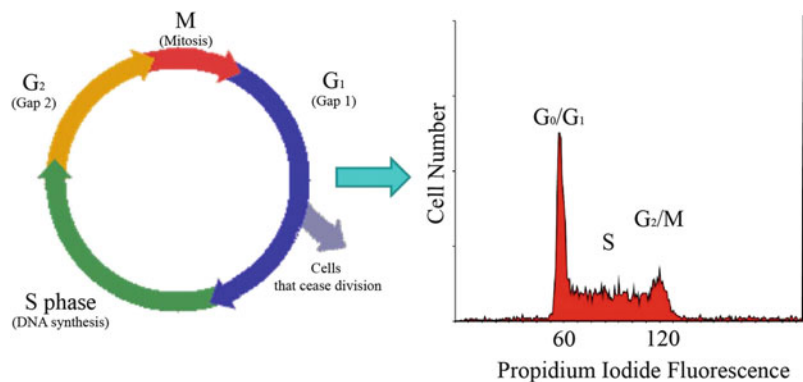 M
(Mitosis)
G₂
(Gap 2)
G₁
(Gap 1)
Cells
that cease division
S phase
(DNA synthesis)
Cell Number
G₀/G₁
S
G₂/M
60 120
Propidium Iodide Fluorescence